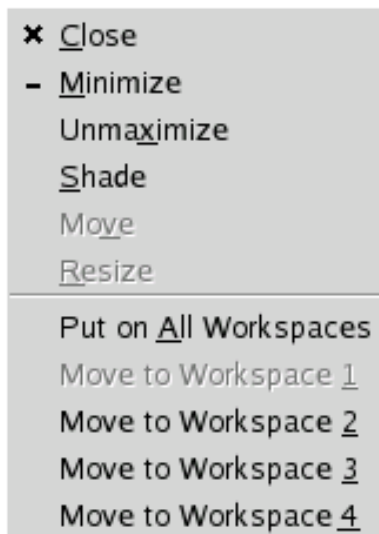 Close
Minimize
Unmaximize
Shade
Move
Resize
Put on All Workspaces
Move to Workspace 1
Move to Workspace 2
Move to Workspace 3
Move to Workspace 4